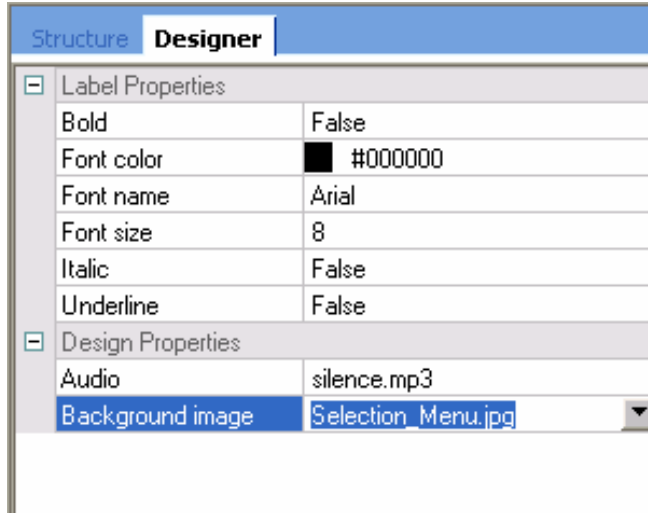 Structure Designer
Label Properties
Bold False
Font color #000000
Font name Arial
Font size 8
Italic False
Underline False
Design Properties
Audio silence.mp3
Background image Selection_Menu.jpg